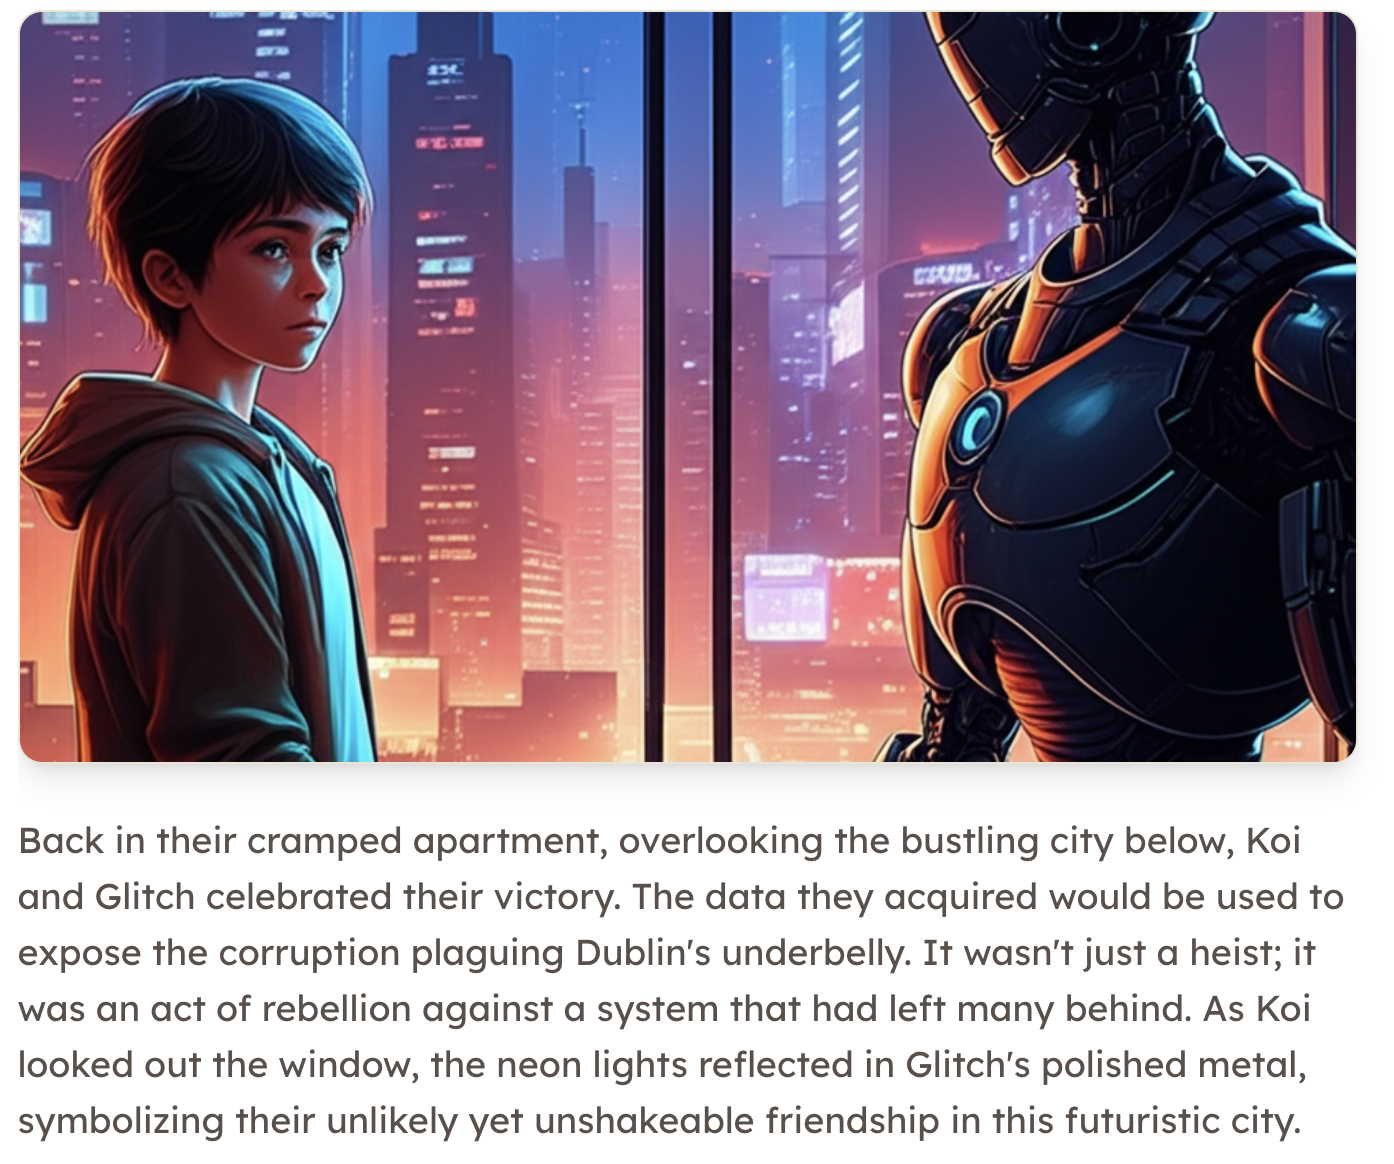 Back in their cramped apartment, overlooking the bustling city below, Koi
and Glitch celebrated their victory. The data they acquired would be used to
expose the corruption plaguing Dublin's underbelly. It wasn't just a heist; it
was an act of rebellion against a system that had left many behind. As Koi
looked out the window, the neon lights reflected in Glitch's polished metal,
symbolizing their unlikely yet unshakeable friendship in this futuristic city.